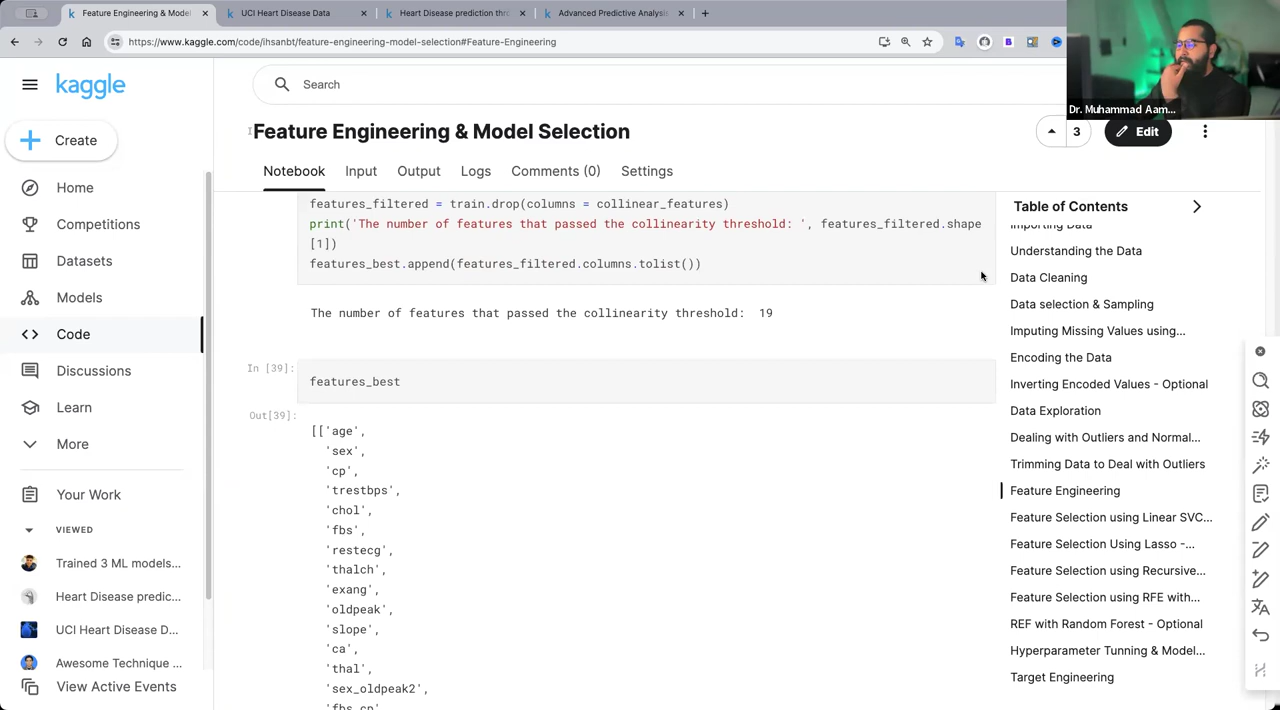 Feature Engineering & Model
UCI Heart Disease Data
Heart Disease prediction thro
Advanced Predictive Analysis
https://www.kaggle.com/code/ihsanbt/feature-engineering-model-selection#Feature-Engineering
Dr. Muhammad Aam...
kaggle
Search
Create
Home
Competitions
Datasets
Models
Code
Discussions
Learn
More
Your Work
VIEWED
Trained 3 ML models...
Heart Disease predic...
UCI Heart Disease D...
Awesome Technique ...
View Active Events
Feature Engineering & Model Selection
3
Edit
Notebook
Input
Output
Logs
Comments (0)
Settings
features_filtered = train.drop(columns = collinear_features)
print('The number of features that passed the collinearity threshold: ', features_filtered.shape
[1])
features_best.append(features_filtered.columns.tolist())
The number of features that passed the collinearity threshold:  19
In [39]:
features_best
Out[39]:
[['age',
'sex',
'cp',
'trestbps',
'chol',
'fbs',
'restecg',
'thalch',
'exang',
'oldpeak',
'slope',
'ca',
'thal',
'sex_oldpeak2',
'fbs_cp',
Table of Contents
Importing Data
Understanding the Data
Data Cleaning
Data selection & Sampling
Imputing Missing Values using...
Encoding the Data
Inverting Encoded Values - Optional
Data Exploration
Dealing with Outliers and Normal...
Trimming Data to Deal with Outliers
Feature Engineering
Feature Selection using Linear SVC...
Feature Selection Using Lasso -...
Feature Selection using Recursive...
Feature Selection using RFE with...
REF with Random Forest - Optional
Hyperparameter Tunning & Model...
Target Engineering